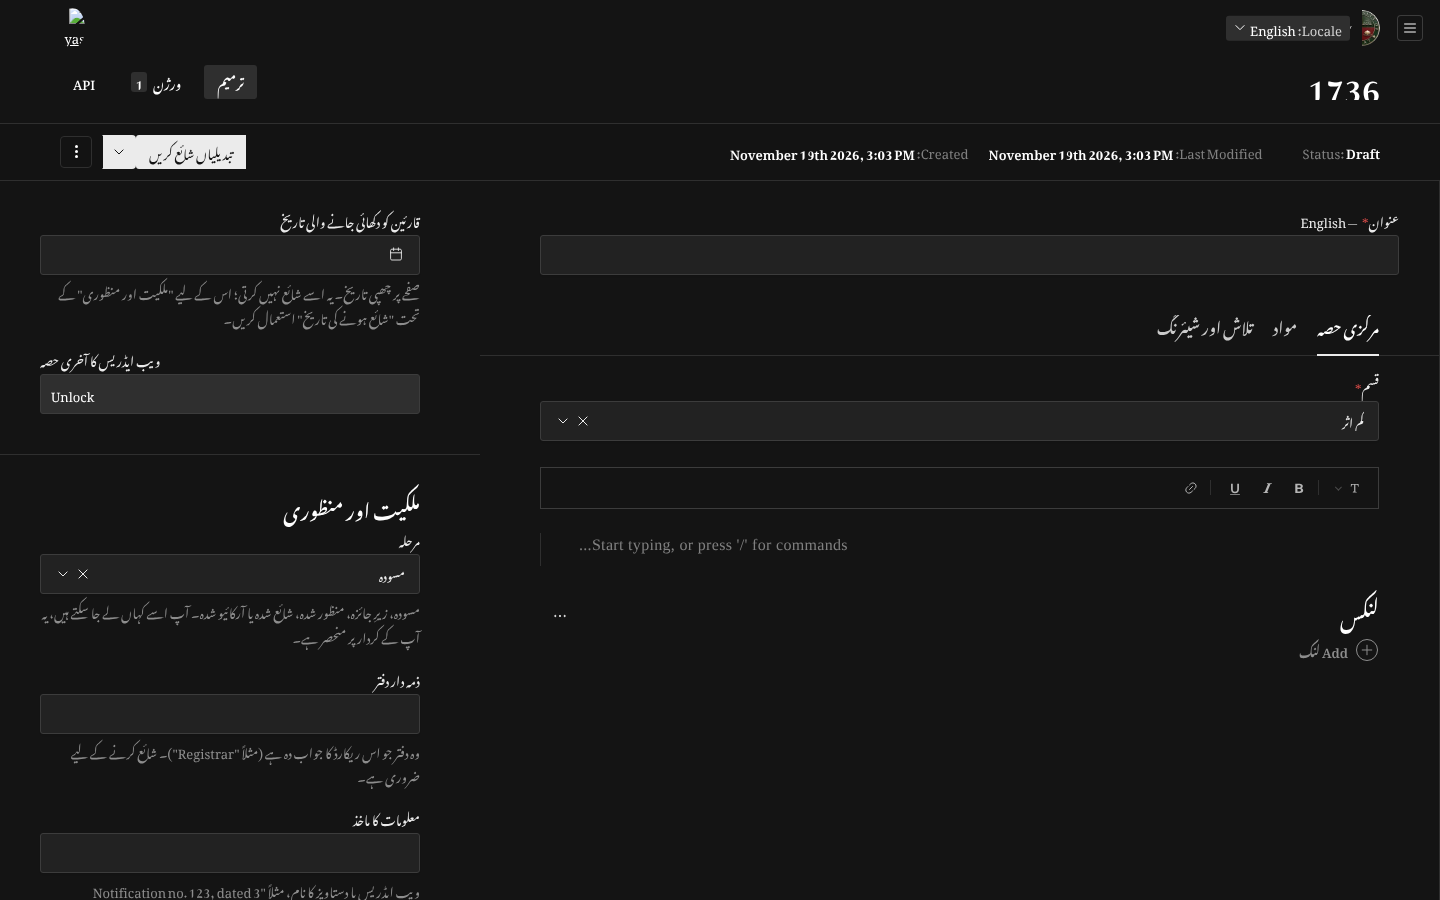 English :Locale
yas
1736
ترمیم
ورژن 1
API
Status: Draft
November 19th 2026, 3:03 PM :Last Modified
November 19th 2026, 3:03 PM :Created
تبدیلیاں شائع کریں
عنوان* — English
مرکزی حصہ
مواد
تلاش اور شیئرنگ
قسم*
کم اثر
T
B
I
U
...Start typing, or press '/' for commands
لنکس
...
Add لنک
قارئین کو دکھائی جانے والی تاریخ
صفحے پر چھپی تاریخ۔ یہ اسے شائع نہیں کرتی؛ اس کے لیے "ملکیت اور منظوری" کے
تحت "شائع ہونے کی تاریخ" استعمال کریں۔
ویب ایڈریس کا آخری حصہ
Unlock
ملکیت اور منظوری
مرحلہ
مسودہ
مسودہ، زیرِ جائزہ، منظور شدہ، شائع شدہ یا آرکائیو شدہ۔ آپ اسے کہاں لے جا سکتے ہیں، یہ
آپ کے کردار پر منحصر ہے۔
ذمہ دار دفتر
وہ دفتر جو اس ریکارڈ کا جواب دہ ہے (مثلاً "Registrar")۔ شائع کرنے کے لیے
ضروری ہے۔
معلومات کا ماخذ
ویب ایڈریس یا دستاویز کا نام، مثلاً "Notification no. 123, dated 3